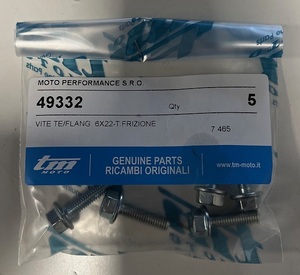 MOTO PERFORMANCE S R O
49332 Qty 5
VITE TE/FLANG. 6X22-T.FRIZIONE
7.465
tm
MOTO
GENUINE PARTS
RICAMBI ORIGINALI
www.tm-moto.it